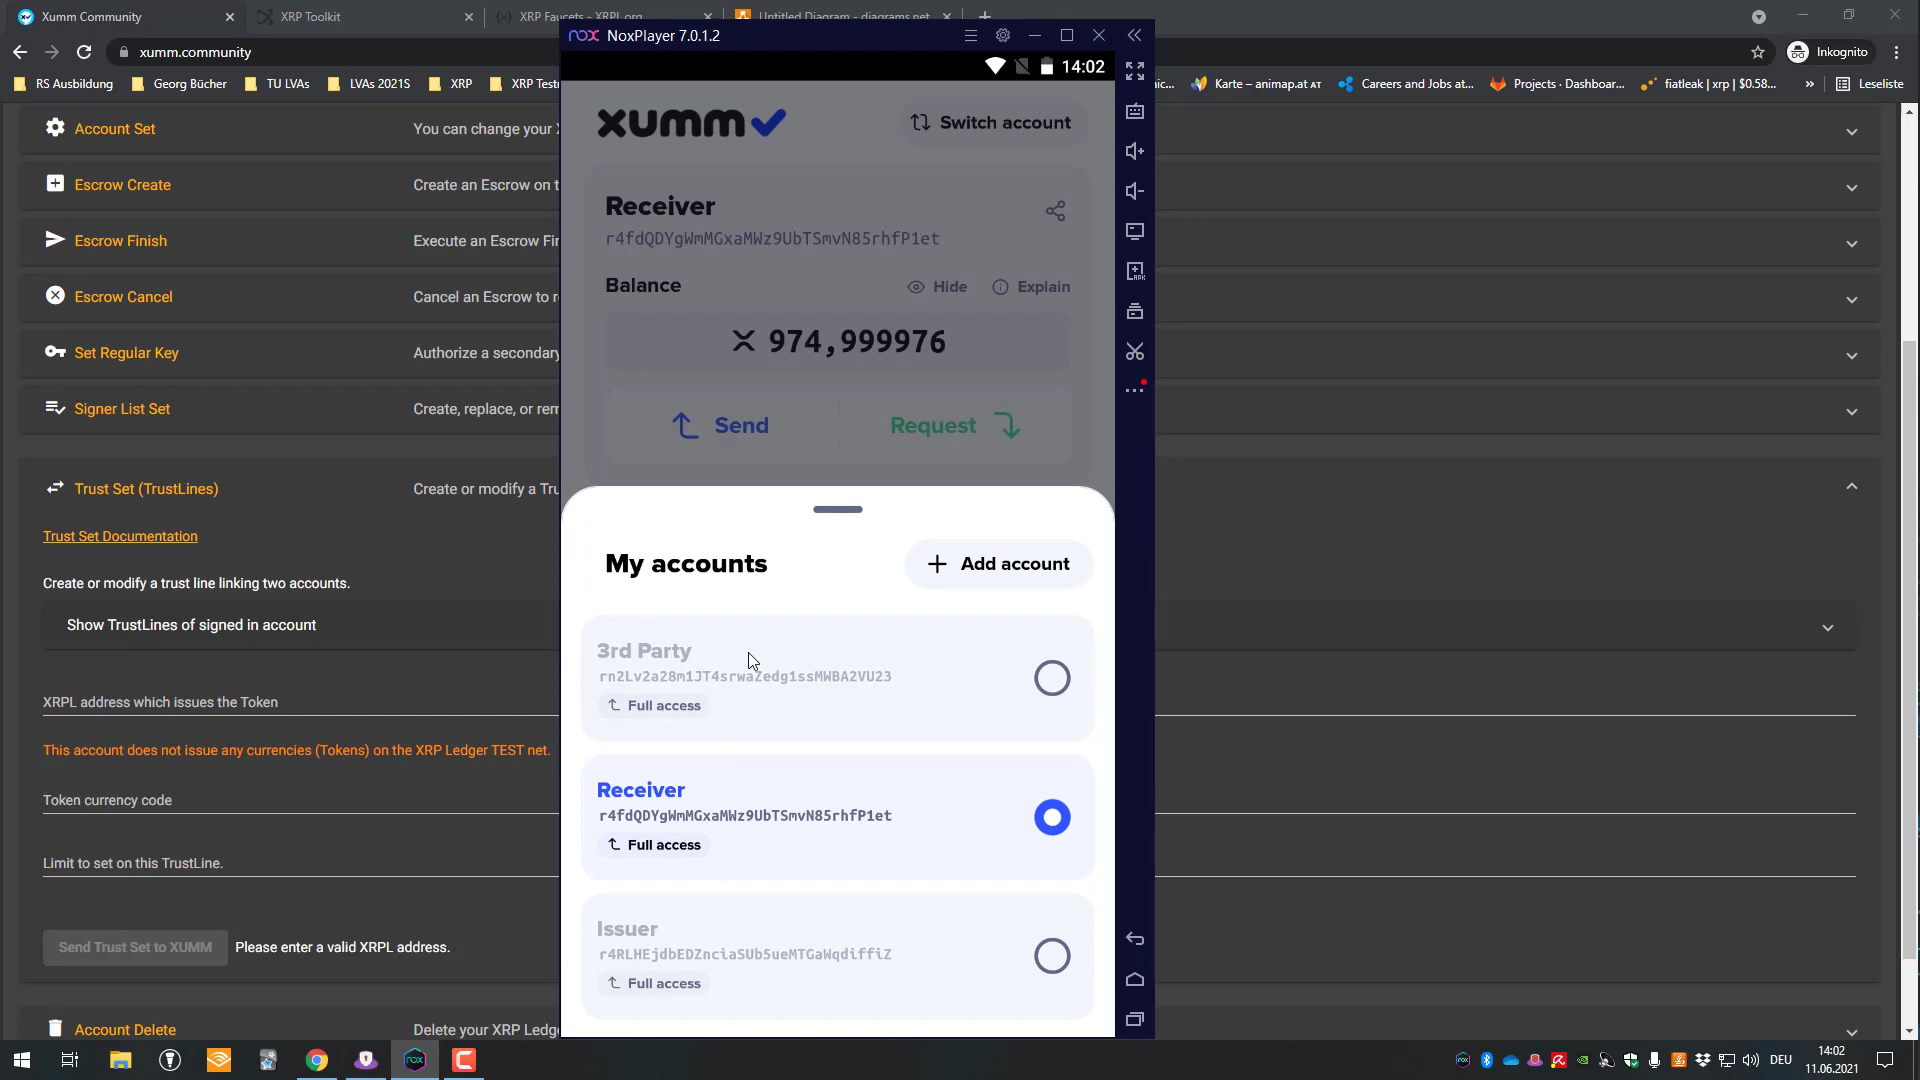 Xumm Community
XRP Toolkit
XRP Faucets - XRPL.org
Untitled Diagram - diagrams.net
xumm.community
Inkognito
RS Ausbildung
Georg Bücher
TU LVAs
LVAs 2021S
XRP
XRP Test
Karte – animap.at AT
Careers and Jobs at...
Projects · Dashboar...
fiatleak | xrp | $0.58...
»
Leseliste
nox NoxPlayer 7.0.1.2
14:02
xumm
Switch account
Receiver
r4fdQDYgWmMGxaMWz9UbTSmvN85rhfP1et
Balance
Hide
Explain
974,999976
Send
Request
My accounts
Add account
3rd Party
rn2Lv2a28m1JT4srwaZedg1ssMWBA2VU23
Full access
Receiver
r4fdQDYgWmMGxaMWz9UbTSmvN85rhfP1et
Full access
Issuer
r4RLHEjdbEDZnciaSUb5ueMTGaWqdiffiZ
Full access
Account Set
You can change your
Escrow Create
Create an Escrow on t
Escrow Finish
Execute an Escrow Fin
Escrow Cancel
Cancel an Escrow to r
Set Regular Key
Authorize a secondary
Signer List Set
Create, replace, or rem
Trust Set (TrustLines)
Create or modify a Tru
Trust Set Documentation
Create or modify a trust line linking two accounts.
Show TrustLines of signed in account
XRPL address which issues the Token
This account does not issue any currencies (Tokens) on the XRP Ledger TEST net.
Token currency code
Limit to set on this TrustLine.
Send Trust Set to XUMM
Please enter a valid XRPL address.
Account Delete
Delete your XRP Ledg
DEU
14:02
11.06.2021